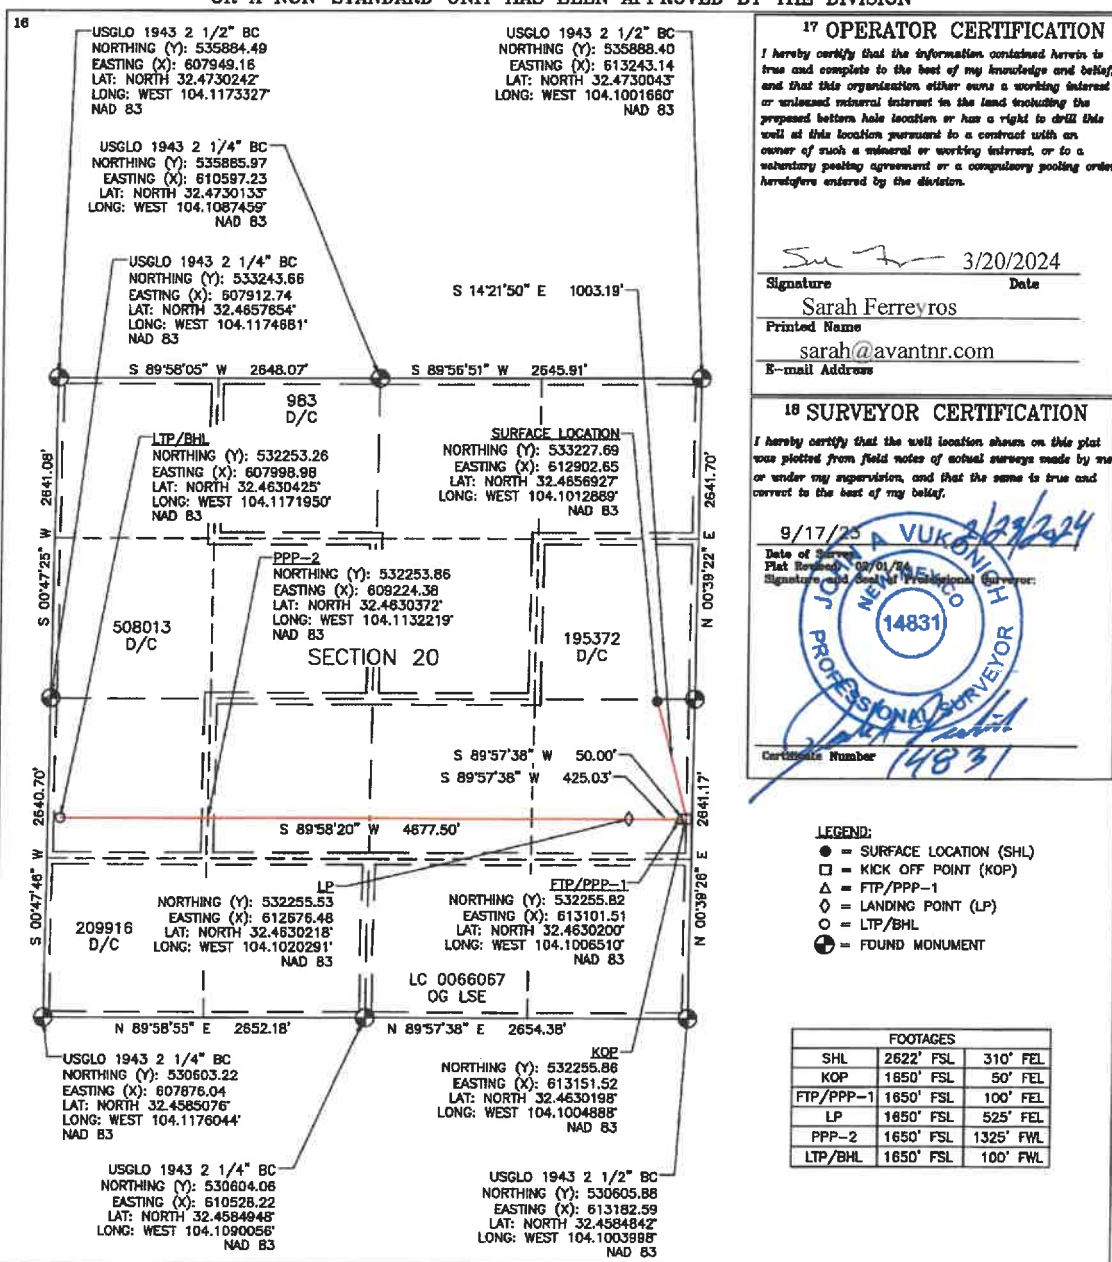 16
USGLO 1943 2 1/2" BC
NORTHING (Y): 535884.49
EASTING (X): 607949.16
LAT: NORTH 32.4730242°
LONG: WEST 104.1173327°
NAD 83
USGLO 1943 2 1/2" BC
NORTHING (Y): 535888.40
EASTING (X): 613243.14
LAT: NORTH 32.4730043°
LONG: WEST 104.1001660°
NAD 83
USGLO 1943 2 1/4" BC
NORTHING (Y): 535885.97
EASTING (X): 610597.23
LAT: NORTH 32.4730133°
LONG: WEST 104.1087459°
NAD 83
USGLO 1943 2 1/4" BC
NORTHING (Y): 533243.66
EASTING (X): 607912.74
LAT: NORTH 32.4657654°
LONG: WEST 104.1174681°
NAD 83
S 14°21'50" E 1003.19'
S 89°58'05" W 2648.07'
S 89°56'51" W 2645.91'
983
D/C
LTP/BHL
NORTHING (Y): 532253.26
EASTING (X): 607998.98
LAT: NORTH 32.4630425°
LONG: WEST 104.1171950°
NAD 83
SURFACE LOCATION
NORTHING (Y): 533227.69
EASTING (X): 612902.65
LAT: NORTH 32.4656927°
LONG: WEST 104.1012889°
NAD 83
S 00°47'25" W 2641.08'
N 00°39'22" E 2641.70'
PPP-2
NORTHING (Y): 532253.86
EASTING (X): 609224.38
LAT: NORTH 32.4630372°
LONG: WEST 104.1132219°
NAD 83
508013
D/C
SECTION 20
195372
D/C
S 89°57'38" W 50.00'
S 89°57'38" W 425.03'
S 89°58'20" W 4677.50'
S 00°47'46" W 2640.70'
N 00°39'26" E 2641.17'
LP
NORTHING (Y): 532255.53
EASTING (X): 612676.48
LAT: NORTH 32.4630218°
LONG: WEST 104.1020291°
NAD 83
FTP/PPP-1
NORTHING (Y): 532255.82
EASTING (X): 613101.51
LAT: NORTH 32.4630200°
LONG: WEST 104.1006510°
NAD 83
209916
D/C
LC 0066067
OG LSE
N 89°58'55" E 2652.18'
N 89°57'38" E 2654.38'
USGLO 1943 2 1/4" BC
NORTHING (Y): 530603.22
EASTING (X): 607876.04
LAT: NORTH 32.4585076°
LONG: WEST 104.1176044°
NAD 83
KOP
NORTHING (Y): 532255.86
EASTING (X): 613151.52
LAT: NORTH 32.4630198°
LONG: WEST 104.1004888°
NAD 83
USGLO 1943 2 1/4" BC
NORTHING (Y): 530604.06
EASTING (X): 610528.22
LAT: NORTH 32.4584948°
LONG: WEST 104.1090056°
NAD 83
USGLO 1943 2 1/2" BC
NORTHING (Y): 530605.88
EASTING (X): 613182.59
LAT: NORTH 32.4584842°
LONG: WEST 104.1003998°
NAD 83
17 OPERATOR CERTIFICATION
I hereby certify that the information contained herein is
true and complete to the best of my knowledge and belief,
and that this organization either owns a working interest
or unleased mineral interest in the land including the
proposed bottom hole location or has a right to drill this
well at this location pursuant to a contract with an
owner of such a mineral or working interest, or to a
voluntary pooling agreement or a compulsory pooling order
heretofore entered by the division.
3/20/2024
Signature Date
Sarah Ferreyros
Printed Name
sarah@avantnr.com
E-mail Address
18 SURVEYOR CERTIFICATION
I hereby certify that the well location shown on this plat
was plotted from field notes of actual surveys made by me
or under my supervision, and that the same is true and
correct to the best of my belief.
9/17/23 2/23/2024
Date of Survey
Plat Revised: 02/01/24
Signature and Seal of Professional Surveyor:
JOHN A VUKONICH
NEW MEXICO
14831
PROFESSIONAL SURVEYOR
Certificate Number 14831
LEGEND:
● = SURFACE LOCATION (SHL)
□ = KICK OFF POINT (KOP)
△ = FTP/PPP-1
◊ = LANDING POINT (LP)
○ = LTP/BHL
= FOUND MONUMENT
FOOTAGES
SHL 2622' FSL 310' FEL
KOP 1650' FSL 50' FEL
FTP/PPP-1 1650' FSL 100' FEL
LP 1650' FSL 525' FEL
PPP-2 1650' FSL 1325' FWL
LTP/BHL 1650' FSL 100' FWL